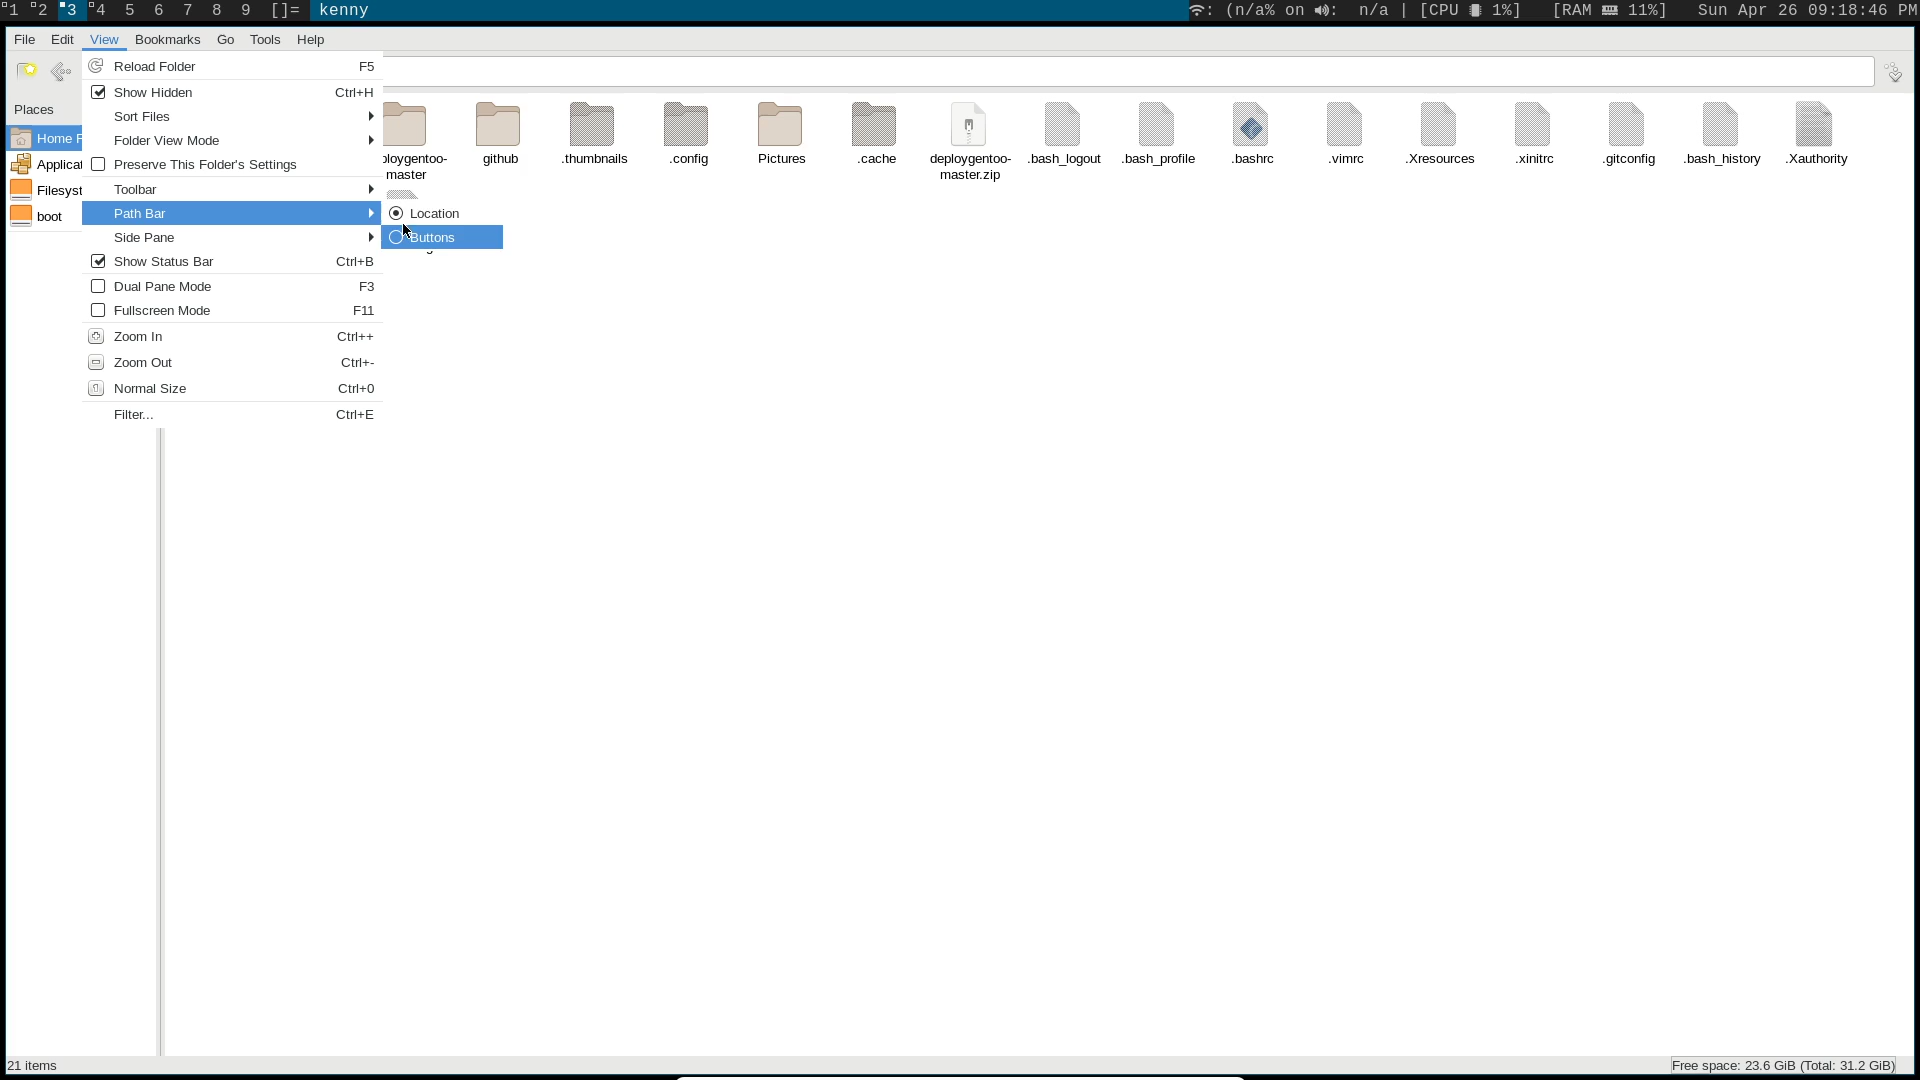 1 2 3 4 5 6 7 8 9 []= kenny : (n/a% on : n/a | [CPU 1%] [RAM 11%] Sun Apr 26 09:18:46 PM
File Edit View Bookmarks Go Tools Help
Reload Folder F5
Show Hidden Ctrl+H
Sort Files
Folder View Mode
Preserve This Folder's Settings
Toolbar
Path Bar
Side Pane
Show Status Bar Ctrl+B
Dual Pane Mode F3
Fullscreen Mode F11
Zoom In Ctrl++
Zoom Out Ctrl+-
Normal Size Ctrl+0
Filter... Ctrl+E
Location
Buttons
Places
Home F
Applicat
Filesyst
boot
ploygentoo-
master
github
.thumbnails
.config
Pictures
.cache
deploygentoo-
master.zip
.bash_logout
.bash_profile
.bashrc
.vimrc
.Xresources
.xinitrc
.gitconfig
.bash_history
.Xauthority
21 items
Free space: 23.6 GiB (Total: 31.2 GiB)